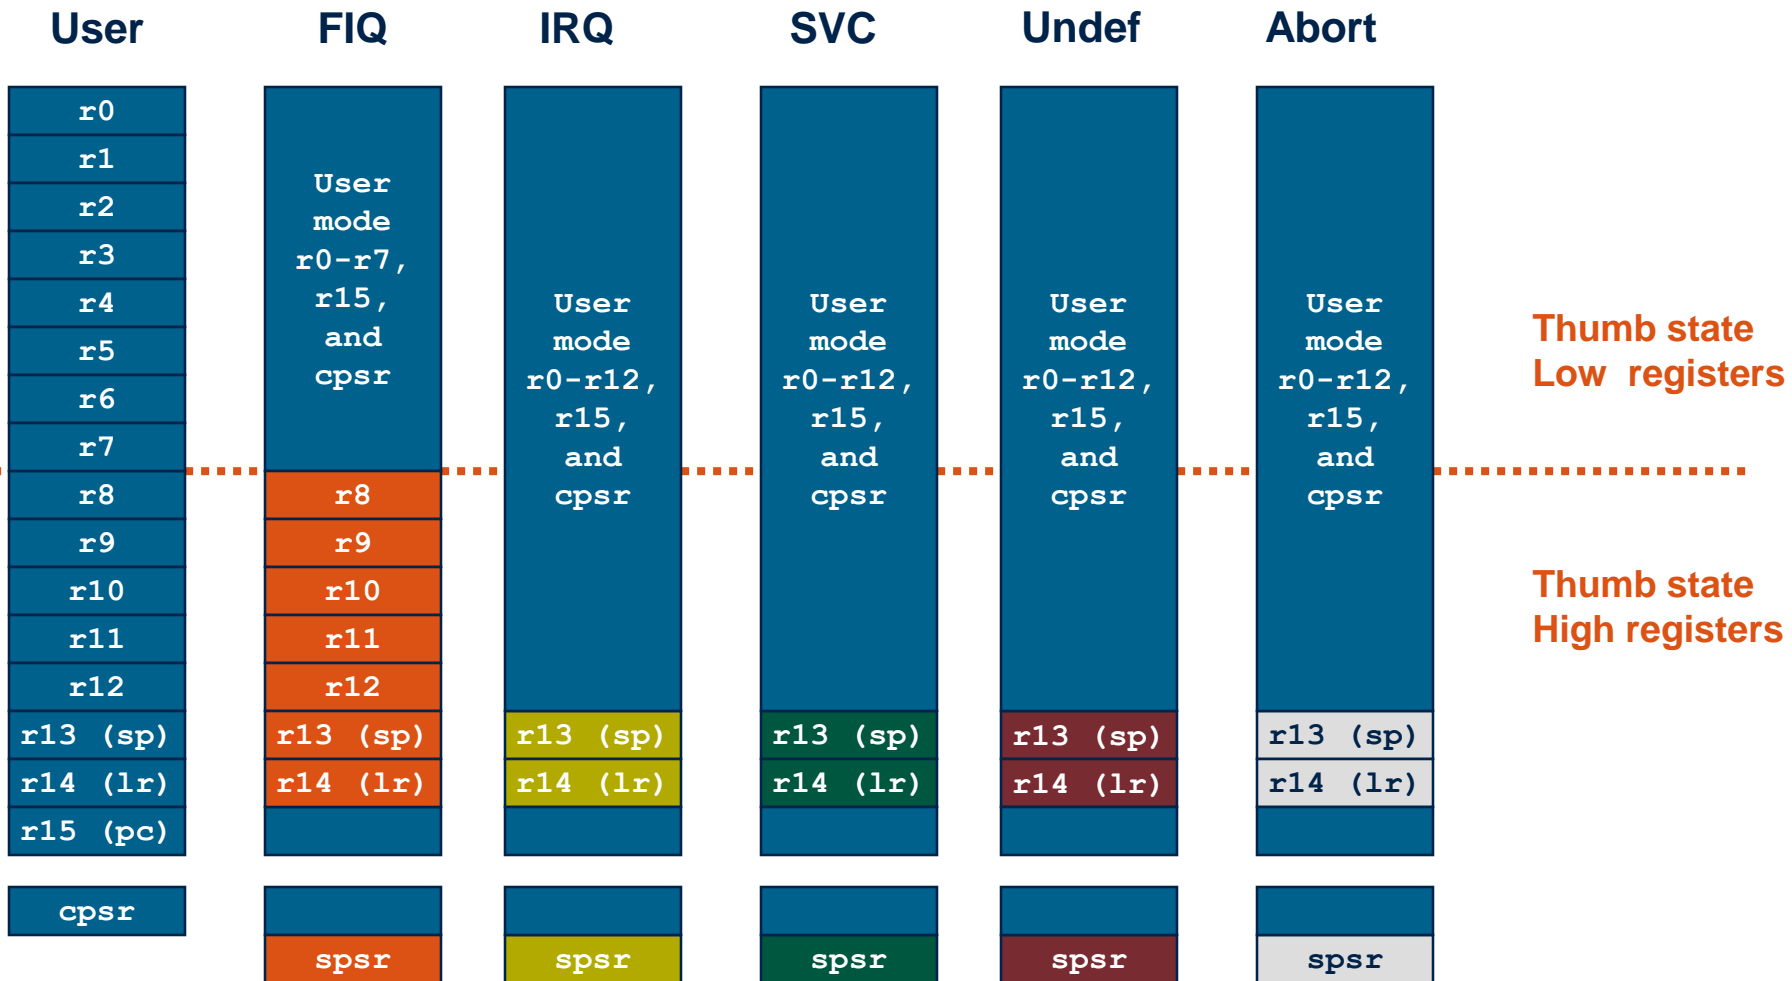 User
FIQ
IRQ
SVC
Undef
Abort
r0
r1
r2
r3
r4
r5
r6
r7
r8
r9
r10
r11
r12
r13 (sp)
r14 (lr)
r15 (pc)
cpsr
User
mode
r0-r7,
r15,
and
cpsr
r8
r9
r10
r11
r12
r13 (sp)
r14 (lr)
spsr
User
mode
r0-r12,
r15,
and
cpsr
r13 (sp)
r14 (lr)
spsr
User
mode
r0-r12,
r15,
and
cpsr
r13 (sp)
r14 (lr)
spsr
User
mode
r0-r12,
r15,
and
cpsr
r13 (sp)
r14 (lr)
spsr
User
mode
r0-r12,
r15,
and
cpsr
r13 (sp)
r14 (lr)
spsr
Thumb state
Low registers
Thumb state
High registers